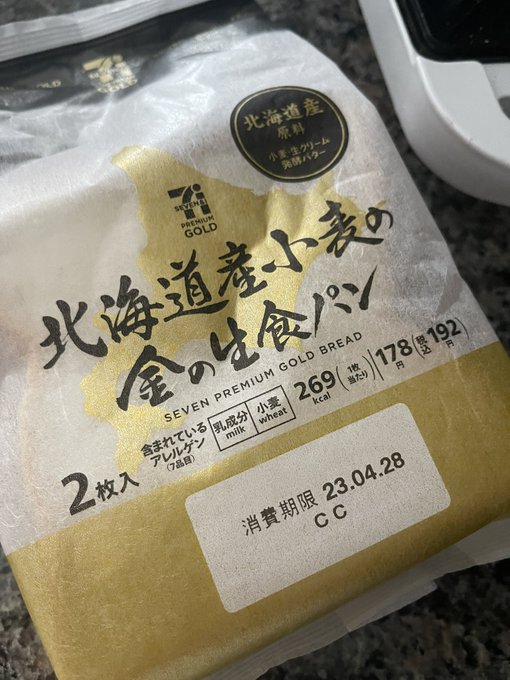 GOLD
北海道産
原料
小麦・生クリーム
発酵バター
SEVEN&i
PREMIUM
GOLD
北海道産小麦の
金の生食パン
SEVEN PREMIUM GOLD BREAD
2枚入
含まれている
アレルゲン
(7品目)
乳成分
milk
小麦
wheat
269
kcal
(1枚
当たり)
178
円
(税
込
192
円)
消費期限 23.04.28
CC